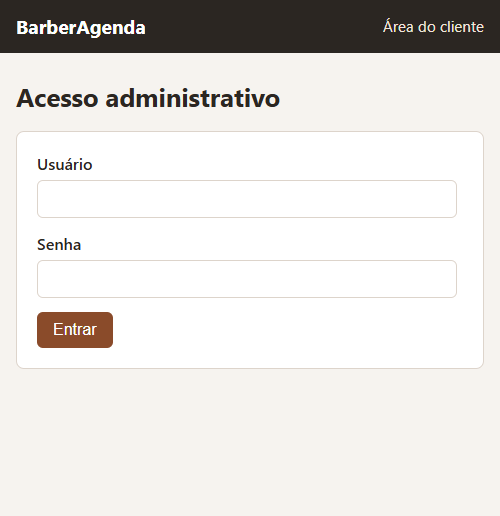 BarberAgenda
Área do cliente
Acesso administrativo
Usuário
Senha
Entrar